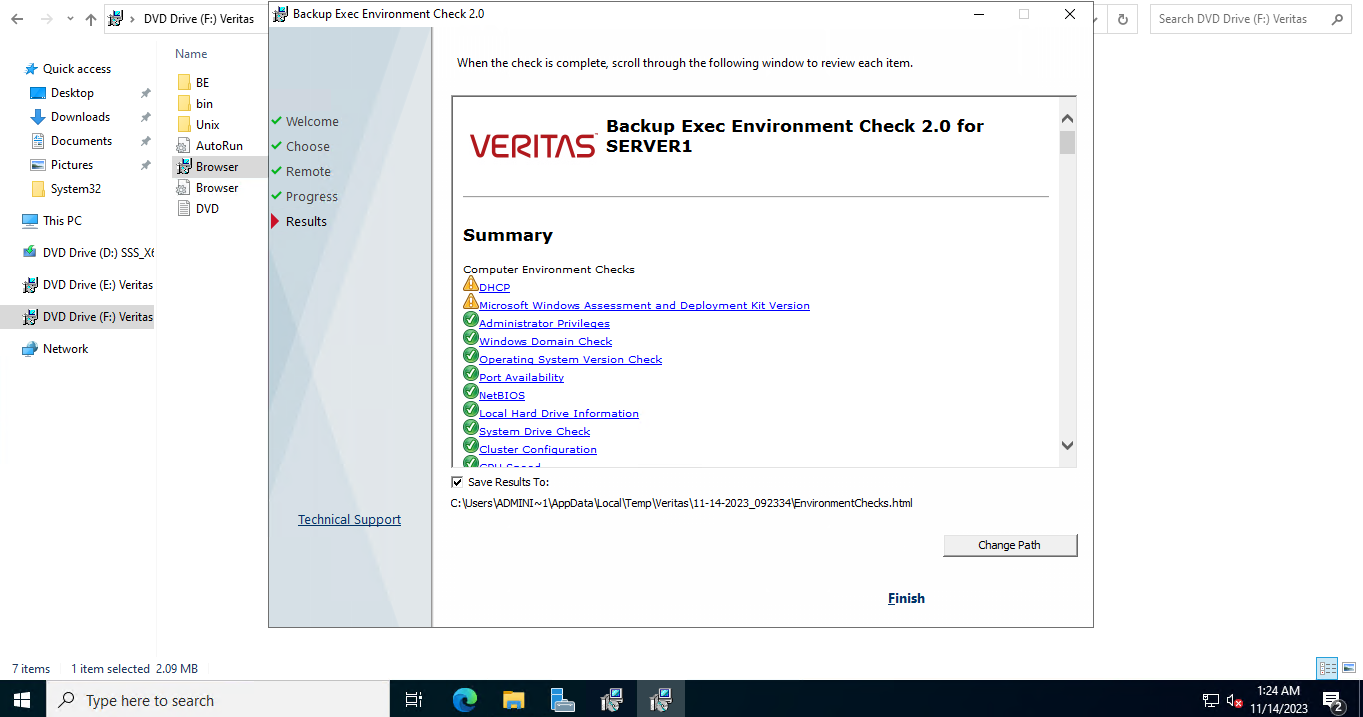 DVD Drive (F:) Veritas
Backup Exec Environment Check 2.0
Search DVD Drive (F:) Veritas
Quick access
Desktop
Downloads
Documents
Pictures
System32
This PC
DVD Drive (D:) SSS_X6
DVD Drive (E:) Veritas
DVD Drive (F:) Veritas
Network
Name
BE
bin
Unix
AutoRun
Browser
Browser
DVD
Welcome
Choose
Remote
Progress
Results
Technical Support
When the check is complete, scroll through the following window to review each item.
VERITAS
Backup Exec Environment Check 2.0 for
SERVER1
Summary
Computer Environment Checks
DHCP
Microsoft Windows Assessment and Deployment Kit Version
Administrator Privileges
Windows Domain Check
Operating System Version Check
Port Availability
NetBIOS
Local Hard Drive Information
System Drive Check
Cluster Configuration
CPU Speed
Save Results To:
C:\Users\ADMINI~1\AppData\Local\Temp\Veritas\11-14-2023_092334\EnvironmentChecks.html
Change Path
Finish
7 items 1 item selected 2.09 MB
Type here to search
1:24 AM
11/14/2023
2